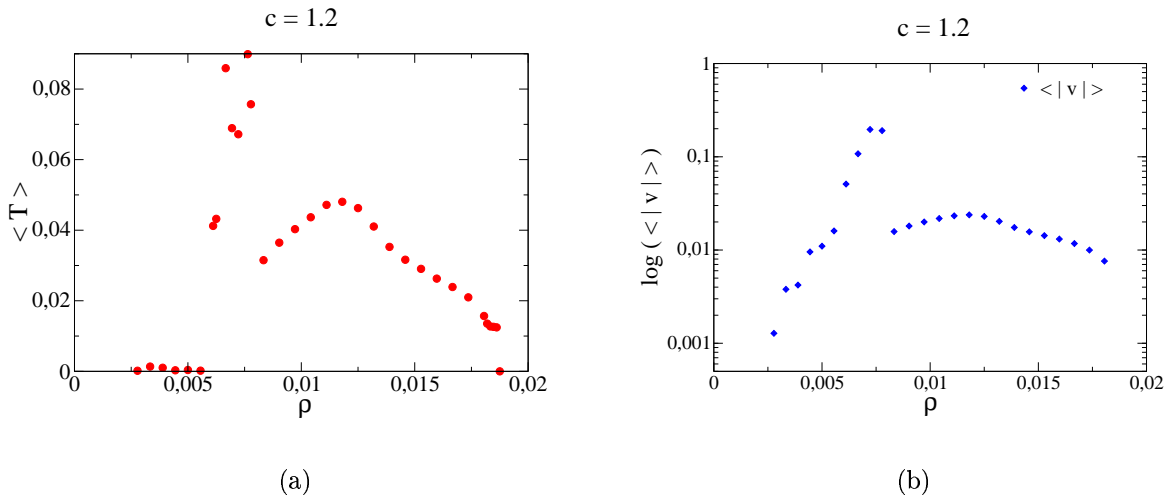 c = 1.2
< T >
0,08
0,06
0,04
0,02
0
0
0,005
0,01
0,015
0,02
ρ
(a)
c = 1.2
< | v | >
log ( < | v | > )
1
0,1
0,01
0,001
0
0,005
0,01
0,015
0,02
ρ
(b)